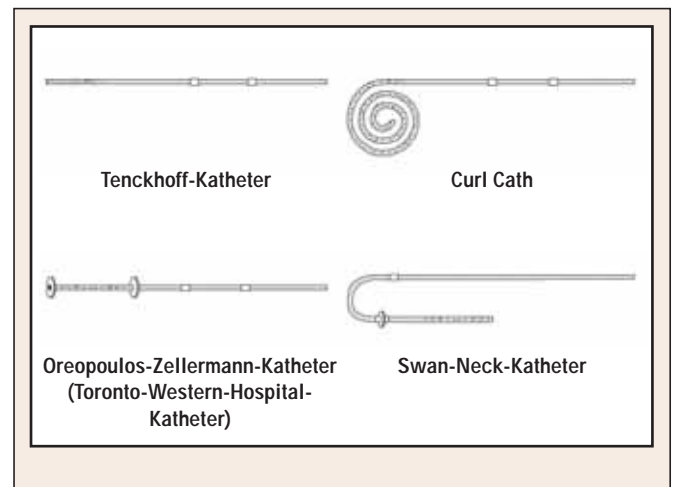 Tenckhoff-Katheter
Curl Cath
Oreopoulos-Zellermann-Katheter
(Toronto-Western-Hospital-
Katheter)
Swan-Neck-Katheter